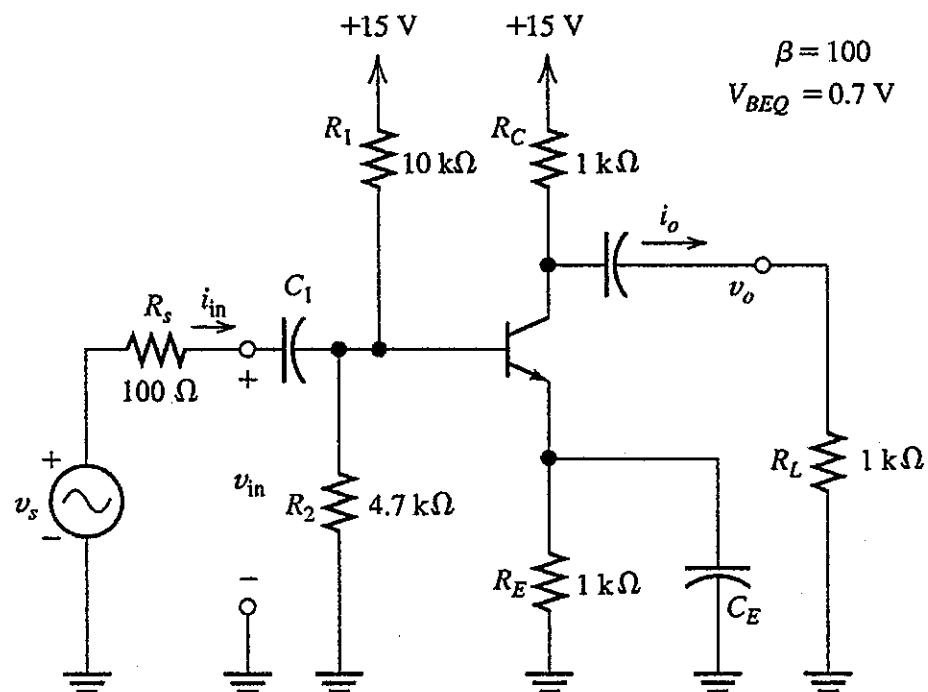 +15 V
+15 V
β = 100
V_BEQ = 0.7 V
R_1
10 kΩ
R_C
1 kΩ
i_o
v_o
C_1
R_s
i_in
100 Ω
+
+
v_s
−
v_in
R_2
4.7 kΩ
R_L
1 kΩ
−
R_E
1 kΩ
C_E